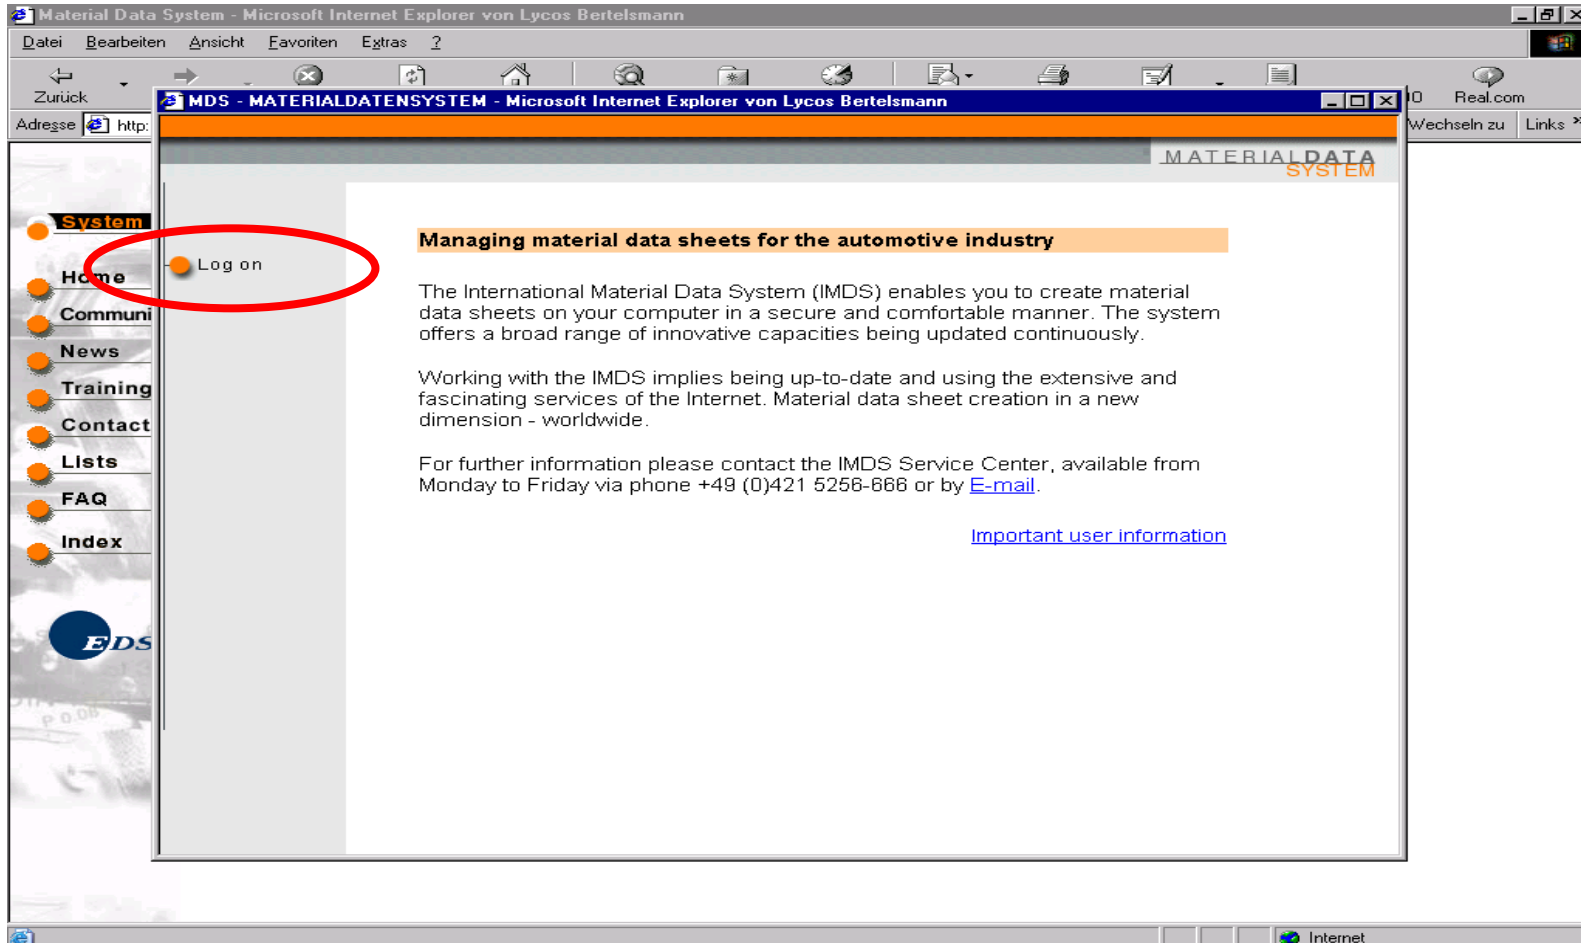 Material Data System - Microsoft Internet Explorer von Lycos Bertelsmann
Datei Bearbeiten Ansicht Favoriten Extras ?
Zurück
Real.com
Adresse http:
Wechseln zu Links »
MDS - MATERIALDATENSYSTEM - Microsoft Internet Explorer von Lycos Bertelsmann
MATERIALDATA
SYSTEM
System
Home
Communi
News
Training
Contact
Lists
FAQ
Index
EDS
P 0.08
Log on
Managing material data sheets for the automotive industry
The International Material Data System (IMDS) enables you to create material
data sheets on your computer in a secure and comfortable manner. The system
offers a broad range of innovative capacities being updated continuously.
Working with the IMDS implies being up-to-date and using the extensive and
fascinating services of the Internet. Material data sheet creation in a new
dimension - worldwide.
For further information please contact the IMDS Service Center, available from
Monday to Friday via phone +49 (0)421 5256-666 or by E-mail.
Important user information
Internet